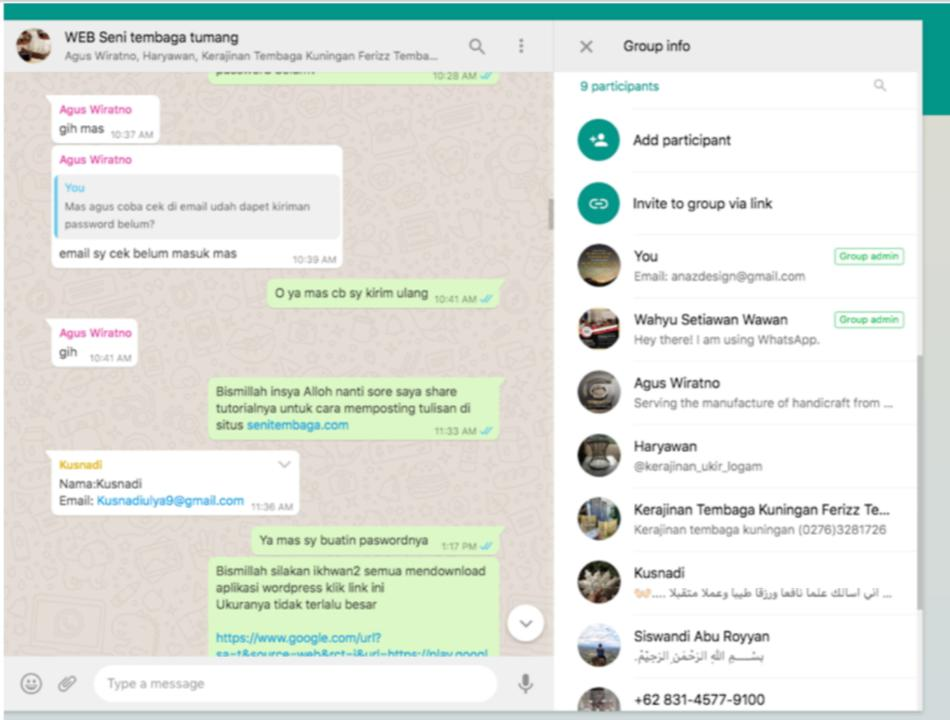 WEB Seni tembaga tumang
Agus Wiratno, Haryawan, Kerajinan Tembaga Kuningan Ferizz Temba...
10:28 AM
Agus Wiratno
gih mas 10:37 AM
Agus Wiratno
You
Mas agus coba cek di email udah dapet kiriman
password belum?
email sy cek belum masuk mas
10:39 AM
O ya mas cb sy kirim ulang 10:41 AM
Agus Wiratno
gih 10:41 AM
Bismillah insya Alloh nanti sore saya share
tutorialnya untuk cara memposting tulisan di
situs senitembaga.com
11:33 AM
Kusnadi
Nama:Kusnadi
Email: Kusnadiulya9@gmail.com 11:36 AM
Ya mas sy buatin paswordnya 1:17 PM
Bismillah silakan ikhwan2 semua mendownload
aplikasi wordpress klik link ini
Ukuranya tidak terlalu besar
https://www.google.com/url?
sa=t&source=web&rct=j&url=https://play.googl
Type a message
Group info
9 participants
Add participant
Invite to group via link
You
Group admin
Email: anazdesign@gmail.com
Wahyu Setiawan Wawan
Group admin
Hey there! I am using WhatsApp.
Agus Wiratno
Serving the manufacture of handicraft from ...
Haryawan
@kerajinan_ukir_logam
Kerajinan Tembaga Kuningan Ferizz Te...
Kerajinan tembaga kuningan (0276)3281726
Kusnadi
... اني اسالك علما نافعا ورزقا طيبا وعملا متقبلا ....
Siswandi Abu Royyan
بِسْــــمِ اللهِ الرَّحْمَنِ الرَّحِيْمِ.
+62 831-4577-9100